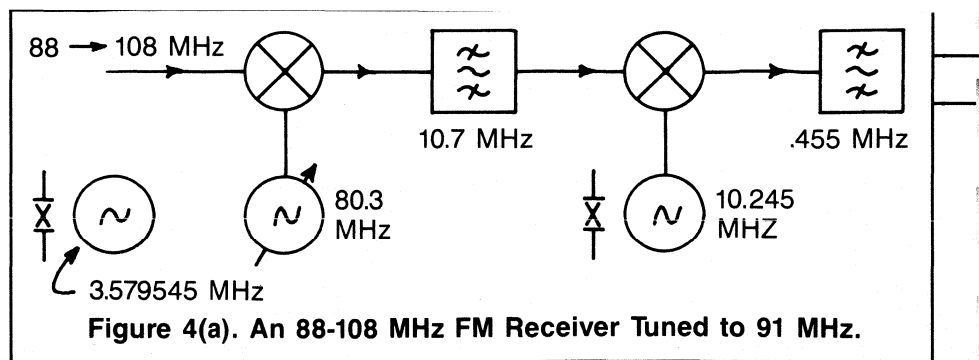 88 → 108 MHz
10.7 MHz
.455 MHz
80.3
MHz
10.245
MHZ
3.579545 MHz
Figure 4(a). An 88-108 MHz FM Receiver Tuned to 91 MHz.